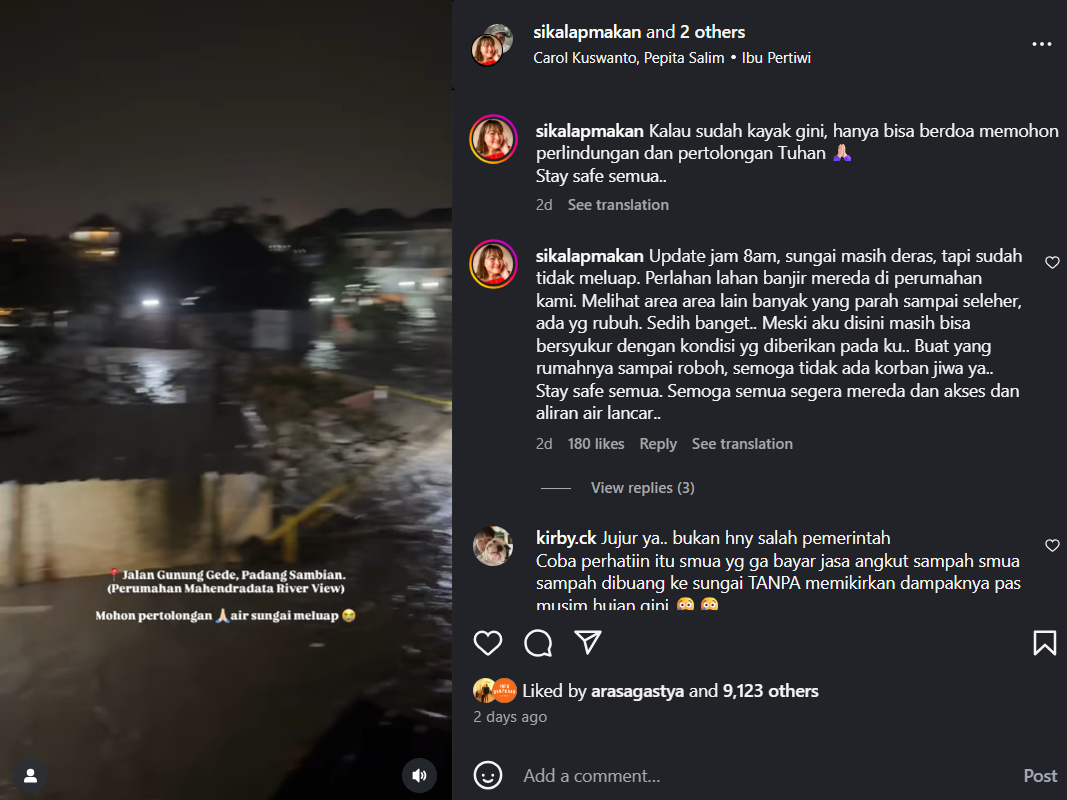 sikalapmakan and 2 others
Carol Kuswanto, Pepita Salim • Ibu Pertiwi
sikalapmakan Kalau sudah kayak gini, hanya bisa berdoa memohon
perlindungan dan pertolongan Tuhan 🙏🏻
Stay safe semua..
2d See translation
sikalapmakan Update jam 8am, sungai masih deras, tapi sudah
tidak meluap. Perlahan lahan banjir mereda di perumahan
kami. Melihat area area lain banyak yang parah sampai seleher,
ada yg rubuh. Sedih banget.. Meski aku disini masih bisa
bersyukur dengan kondisi yg diberikan pada ku.. Buat yang
rumahnya sampai roboh, semoga tidak ada korban jiwa ya..
Stay safe semua. Semoga semua segera mereda dan akses dan
aliran air lancar..
2d 180 likes Reply See translation
View replies (3)
kirby.ck Jujur ya.. bukan hny salah pemerintah
Coba perhatiin itu smua yg ga bayar jasa angkut sampah smua
sampah dibuang ke sungai TANPA memikirkan dampaknya pas
musim hujan gini 😳 😳
📍Jalan Gunung Gede, Padang Sambian.
(Perumahan Mahendradata River View)
Mohon pertolongan 🙏🏻air sungai meluap 😭
Liked by arasagastya and 9,123 others
2 days ago
Add a comment...
Post